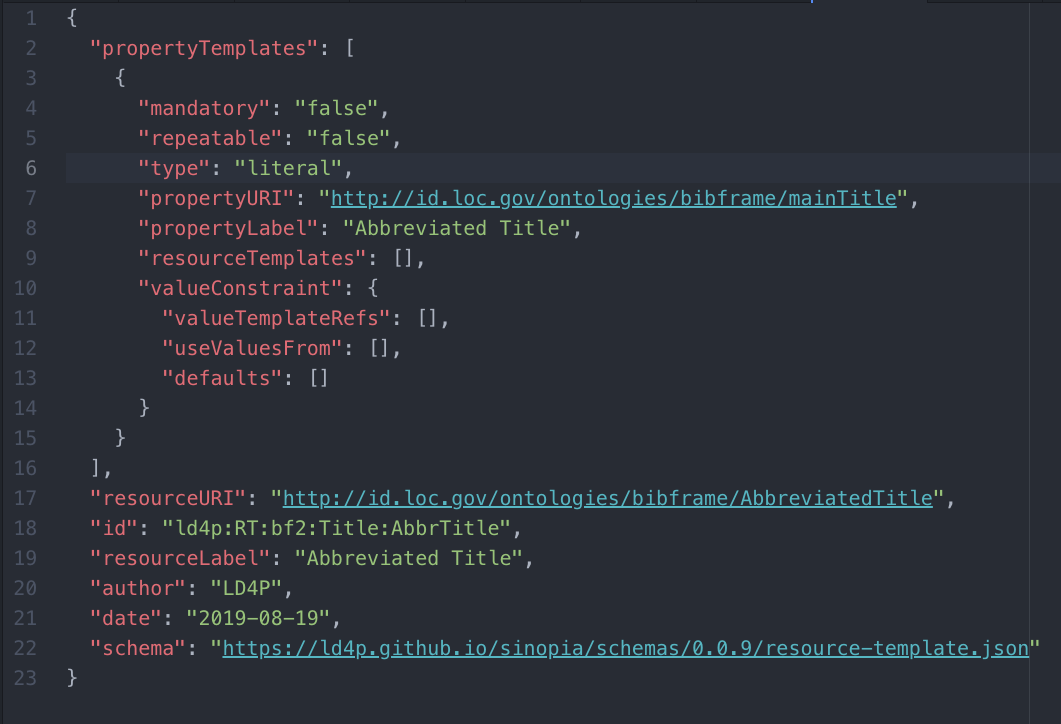 1 {
2   "propertyTemplates": [
3     {
4       "mandatory": "false",
5       "repeatable": "false",
6       "type": "literal",
7       "propertyURI": "http://id.loc.gov/ontologies/bibframe/mainTitle",
8       "propertyLabel": "Abbreviated Title",
9       "resourceTemplates": [],
10       "valueConstraint": {
11         "valueTemplateRefs": [],
12         "useValuesFrom": [],
13         "defaults": []
14       }
15     }
16   ],
17   "resourceURI": "http://id.loc.gov/ontologies/bibframe/AbbreviatedTitle",
18   "id": "ld4p:RT:bf2:Title:AbbrTitle",
19   "resourceLabel": "Abbreviated Title",
20   "author": "LD4P",
21   "date": "2019-08-19",
22   "schema": "https://ld4p.github.io/sinopia/schemas/0.0.9/resource-template.json"
23 }